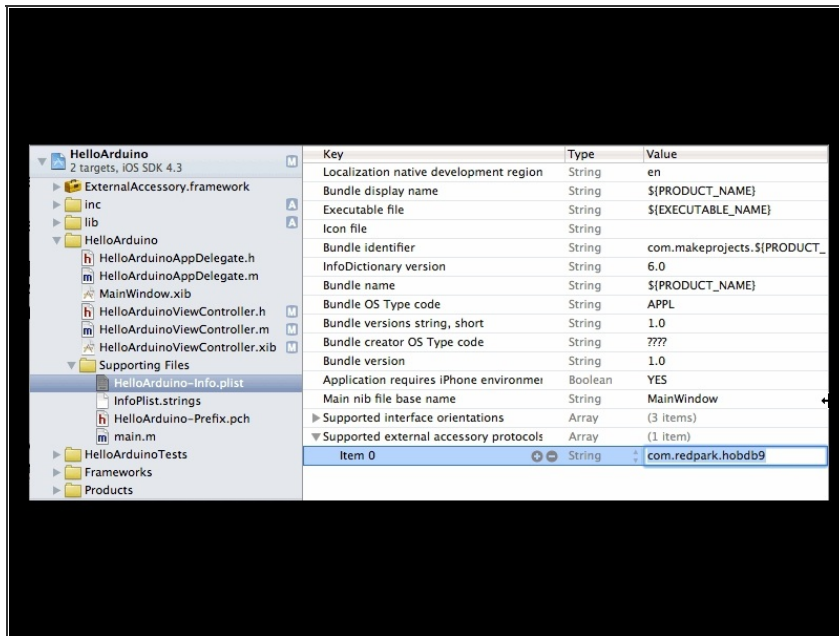 HelloArduino
2 targets, iOS SDK 4.3
M
ExternalAccessory.framework
inc
A
lib
A
HelloArduino
h HelloArduinoAppDelegate.h
m HelloArduinoAppDelegate.m
MainWindow.xib
h HelloArduinoViewController.h
M
m HelloArduinoViewController.m
M
HelloArduinoViewController.xib
M
Supporting Files
HelloArduino-Info.plist
InfoPlist.strings
h HelloArduino-Prefix.pch
m main.m
HelloArduinoTests
Frameworks
Products
Key Type Value
Localization native development region String en
Bundle display name String ${PRODUCT_NAME}
Executable file String ${EXECUTABLE_NAME}
Icon file String
Bundle identifier String com.makeprojects.${PRODUCT_
InfoDictionary version String 6.0
Bundle name String ${PRODUCT_NAME}
Bundle OS Type code String APPL
Bundle versions string, short String 1.0
Bundle creator OS Type code String ????
Bundle version String 1.0
Application requires iPhone environmer Boolean YES
Main nib file base name String MainWindow
Supported interface orientations Array (3 items)
Supported external accessory protocols Array (1 item)
Item 0 String com.redpark.hobdb9